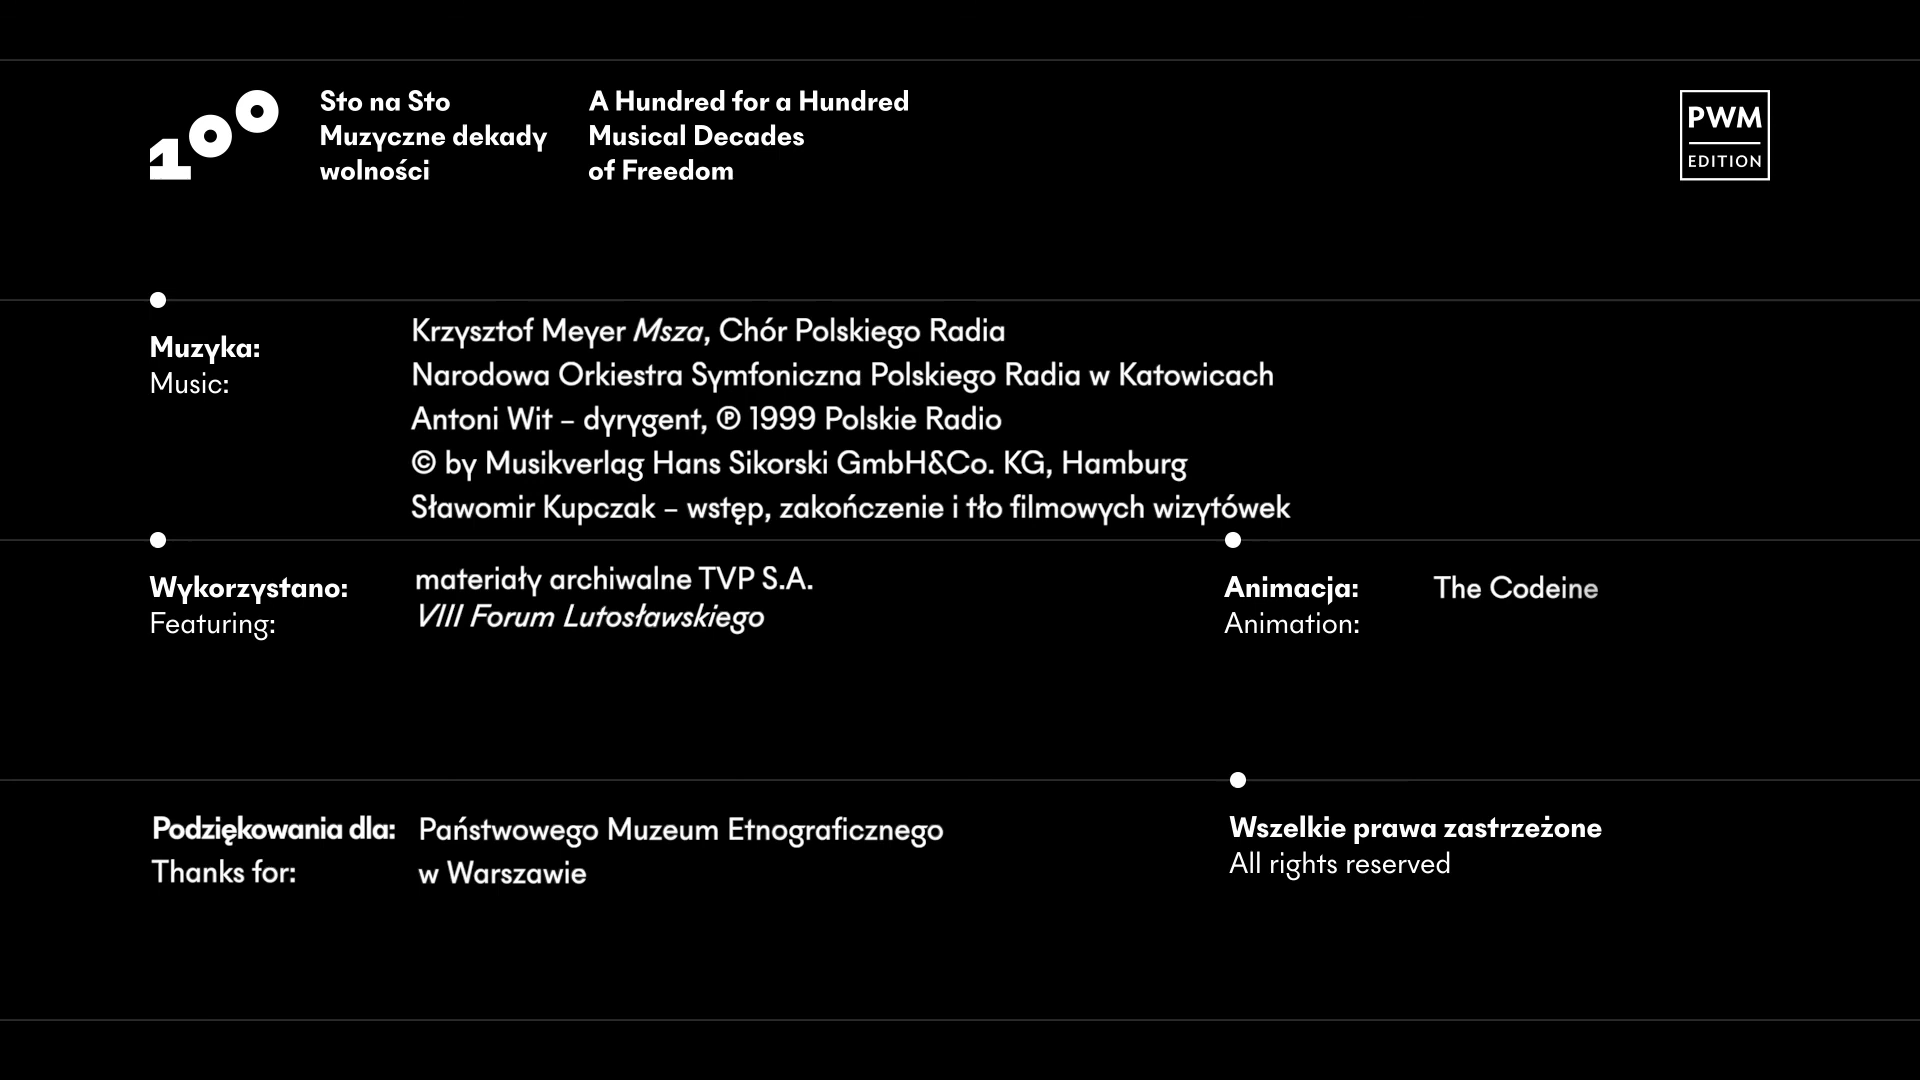 100
Sto na Sto
Muzyczne dekady
wolności
A Hundred for a Hundred
Musical Decades
of Freedom
PWM
EDITION
Muzyka:
Music:
Krzysztof Meyer Msza, Chór Polskiego Radia
Narodowa Orkiestra Symfoniczna Polskiego Radia w Katowicach
Antoni Wit – dyrygent, ℗ 1999 Polskie Radio
© by Musikverlag Hans Sikorski GmbH&Co. KG, Hamburg
Sławomir Kupczak – wstęp, zakończenie i tło filmowych wizytówek
Wykorzystano:
Featuring:
materiały archiwalne TVP S.A.
VIII Forum Lutosławskiego
Animacja:
Animation:
The Codeine
Podziękowania dla:
Thanks for:
Państwowego Muzeum Etnograficznego
w Warszawie
Wszelkie prawa zastrzeżone
All rights reserved